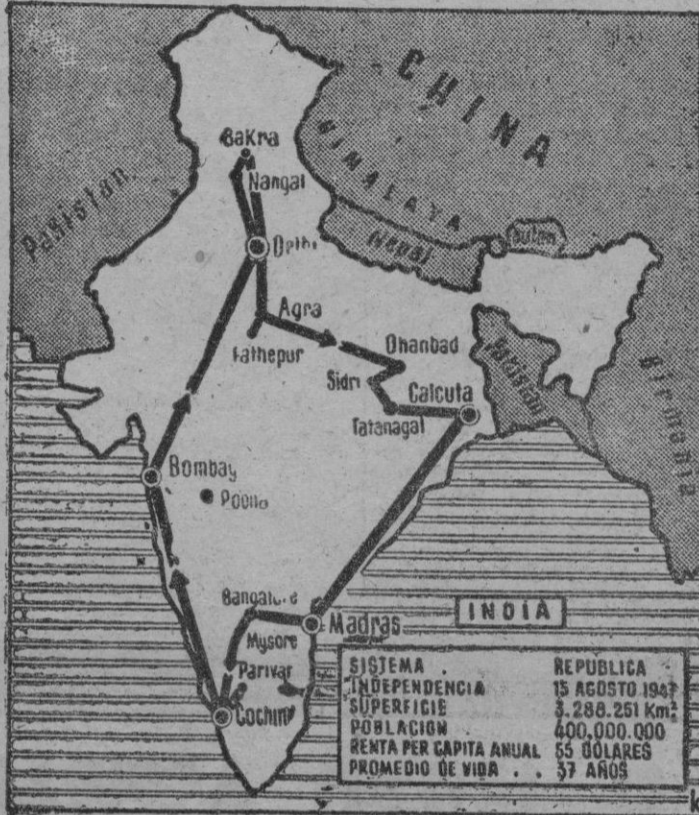 CHINA
HIMALAYA
Pakistan
Nepal
Butan
Bakra
Nangal
Delhi
Agra
Fathepur
Dhanbad
Sidri
Calcuta
Tatanagal
Pakistan
Birmania
Bombay
Poona
Bangalore
Mysore
Madras
Parivar
Cochin
INDIA
SISTEMA . REPUBLICA
INDEPENDENCIA 15 AGOSTO 1947
SUPERFICIE 3.288.251 Km²
POBLACION 400.000.000
RENTA PER CAPITA ANUAL 55 DOLARES
PROMEDIO DE VIDA . . 37 AÑOS